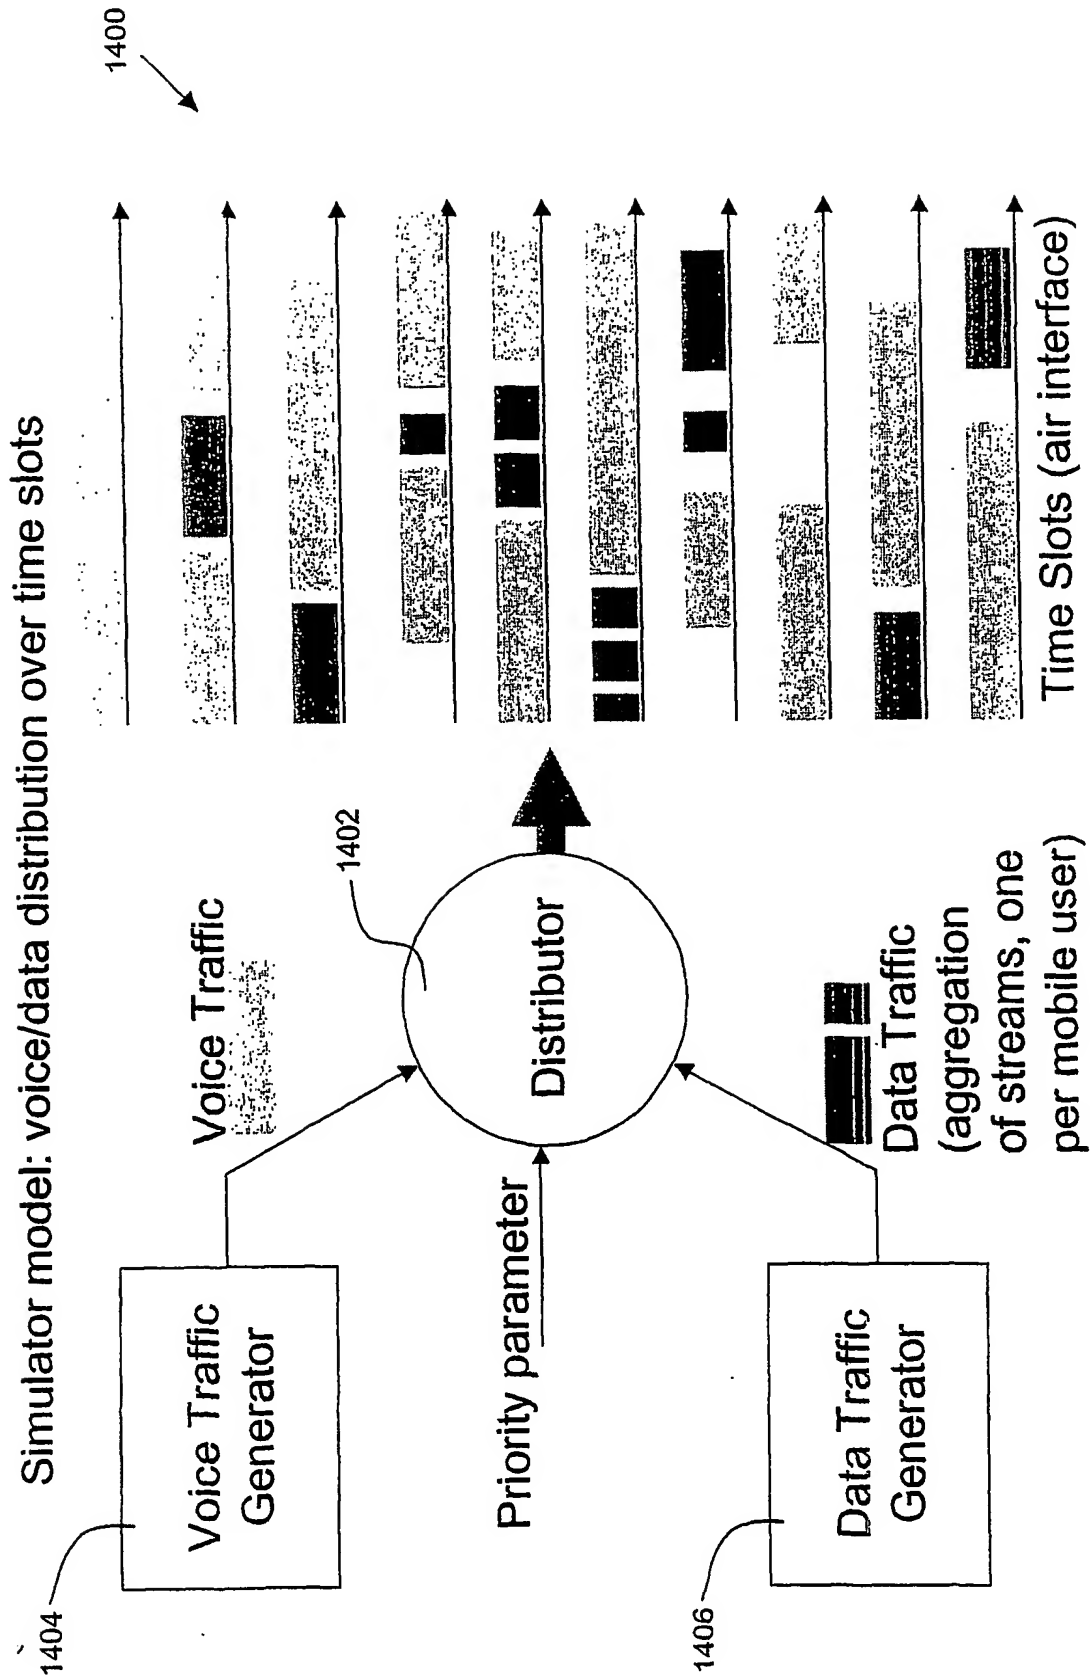 Simulator model: voice/data distribution over time slots
1400
1404
Voice Traffic
Generator
Voice Traffic
1402
Priority parameter
Distributor
1406
Data Traffic
Generator
Data Traffic
(aggregation
of streams, one
per mobile user)
Time Slots (air interface)